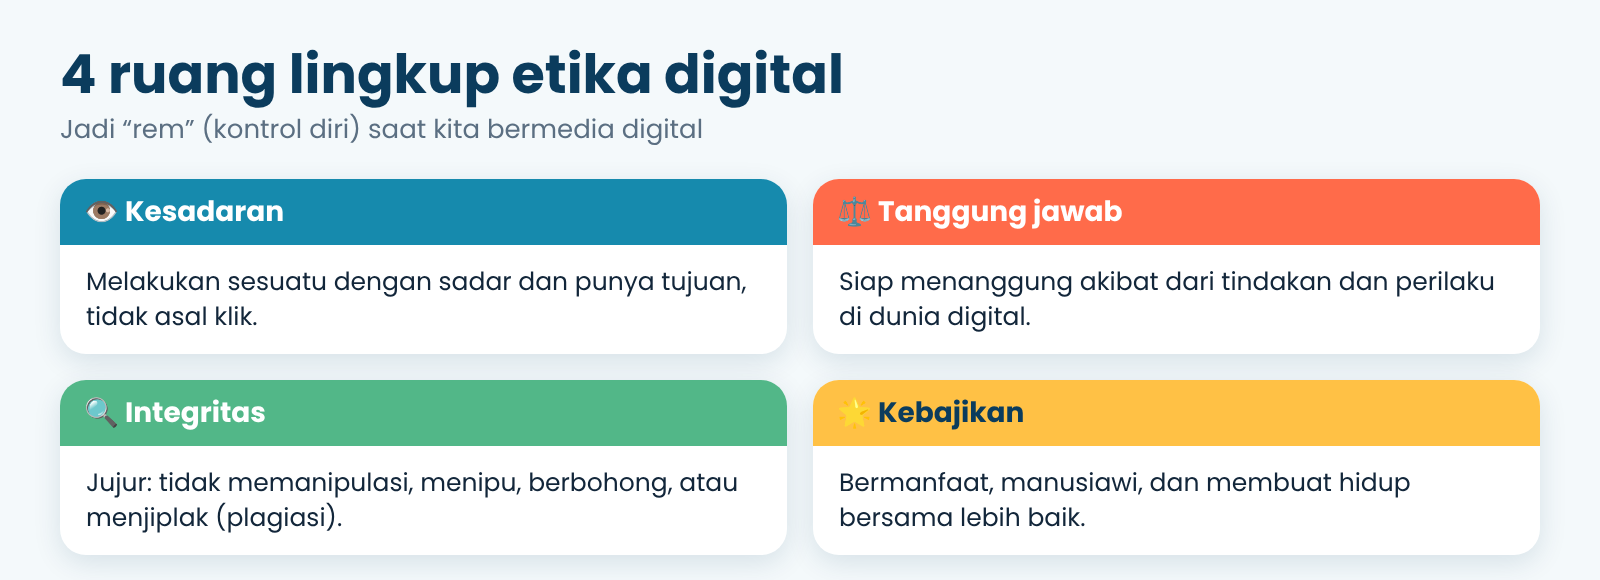 4 ruang lingkup etika digital
Jadi “rem” (kontrol diri) saat kita bermedia digital
Kesadaran
Melakukan sesuatu dengan sadar dan punya tujuan,
tidak asal klik.
Tanggung jawab
Siap menanggung akibat dari tindakan dan perilaku
di dunia digital.
Integritas
Jujur: tidak memanipulasi, menipu, berbohong, atau
menjiplak (plagiasi).
Kebajikan
Bermanfaat, manusiawi, dan membuat hidup
bersama lebih baik.